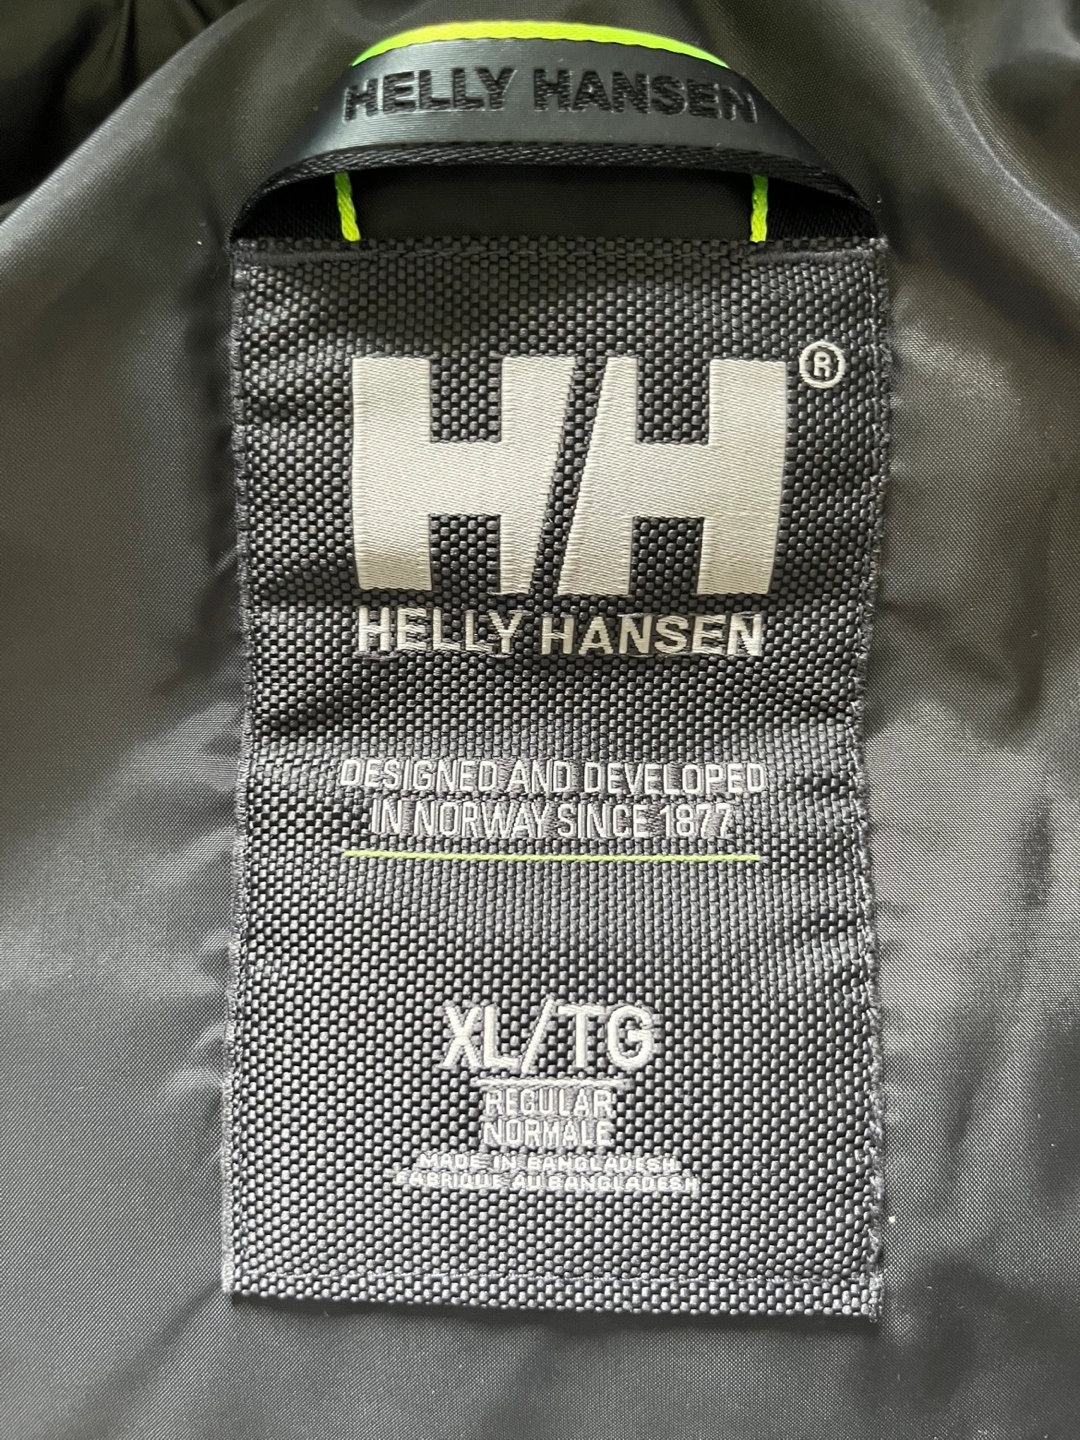 HELLY HANSEN
HH®
HELLY HANSEN
DESIGNED AND DEVELOPED
IN NORWAY SINCE 1877
XL/TG
REGULAR
NORMALE
MADE IN BANGLADESH
FABRIQUE AU BANGLADESH